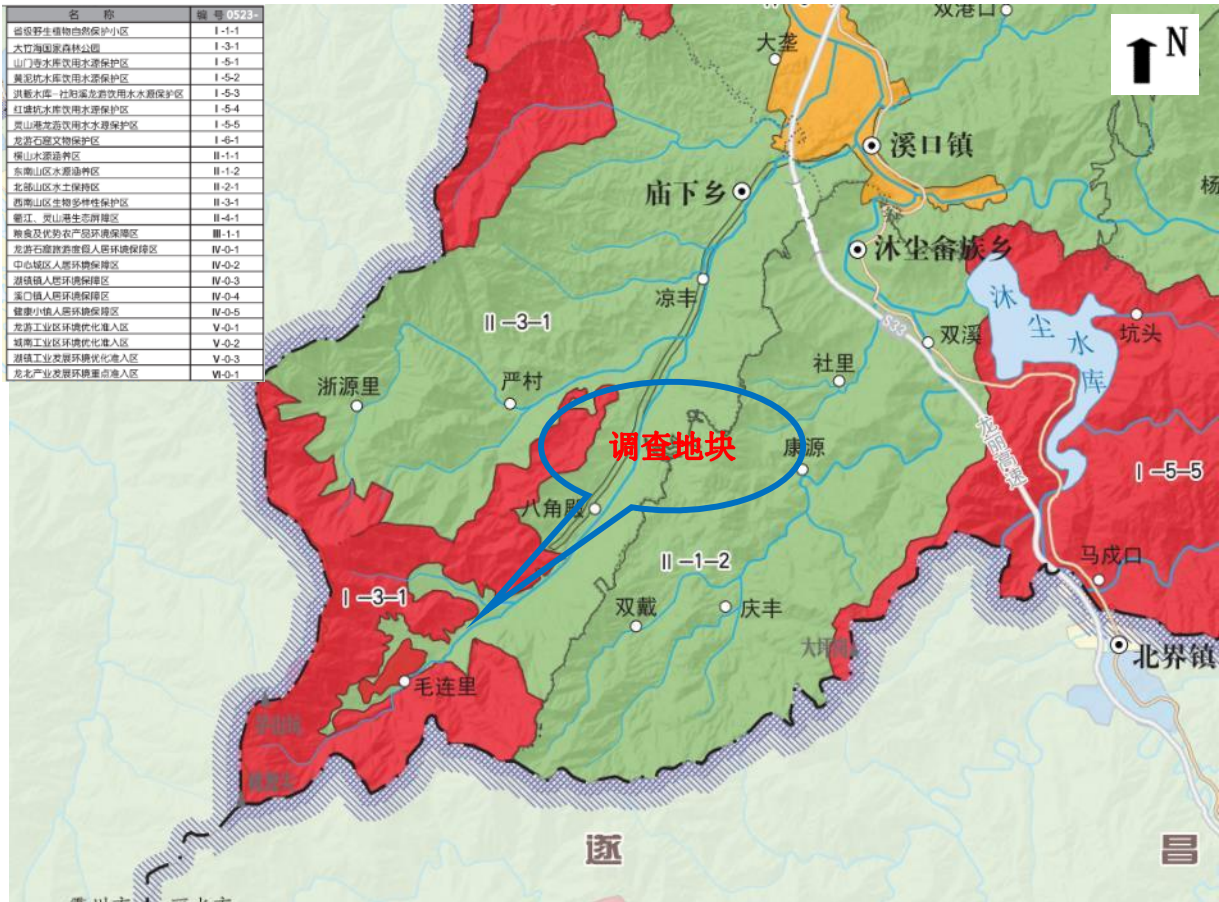 名 称 编 号 0523-
省级野生植物自然保护小区 Ⅰ-1-1
大竹海国家森林公园 Ⅰ-3-1
山门寺水库饮用水源保护区 Ⅰ-5-1
黄泥坑水库饮用水源保护区 Ⅰ-5-2
洪畈水库-社阳溪龙游饮用水水源保护区 Ⅰ-5-3
红塘坑水库饮用水源保护区 Ⅰ-5-4
灵山港龙游饮用水水源保护区 Ⅰ-5-5
龙游石窟文物保护区 Ⅰ-6-1
横山水源涵养区 Ⅱ-1-1
东南山区水源涵养区 Ⅱ-1-2
北部山区水土保持区 Ⅱ-2-1
西南山区生物多样性保护区 Ⅱ-3-1
衢江、灵山港生态屏障区 Ⅱ-4-1
粮食及优势农产品环境保障区 Ⅲ-1-1
龙游石窟旅游度假人居环境保障区 Ⅳ-0-1
中心城区人居环境保障区 Ⅳ-0-2
湖镇镇人居环境保障区 Ⅳ-0-3
溪口镇人居环境保障区 Ⅳ-0-4
健康小镇人居环境保障区 Ⅳ-0-5
龙游工业区环境优化准入区 Ⅴ-0-1
城南工业区环境优化准入区 Ⅴ-0-2
湖镇工业发展环境优化准入区 Ⅴ-0-3
龙北产业发展环境重点准入区 Ⅵ-0-1
双港口
N
大垄
溪口镇
杨
庙下乡
沐尘畲族乡
凉丰
沐尘水库
坑头
Ⅱ-3-1
S33
双溪
社里
浙源里
严村
调查地块
康源
龙丽高速
Ⅰ-5-5
八角殿
Ⅱ-1-2
马戍口
Ⅰ-3-1
双戴
庆丰
北界镇
毛连里
遂
昌